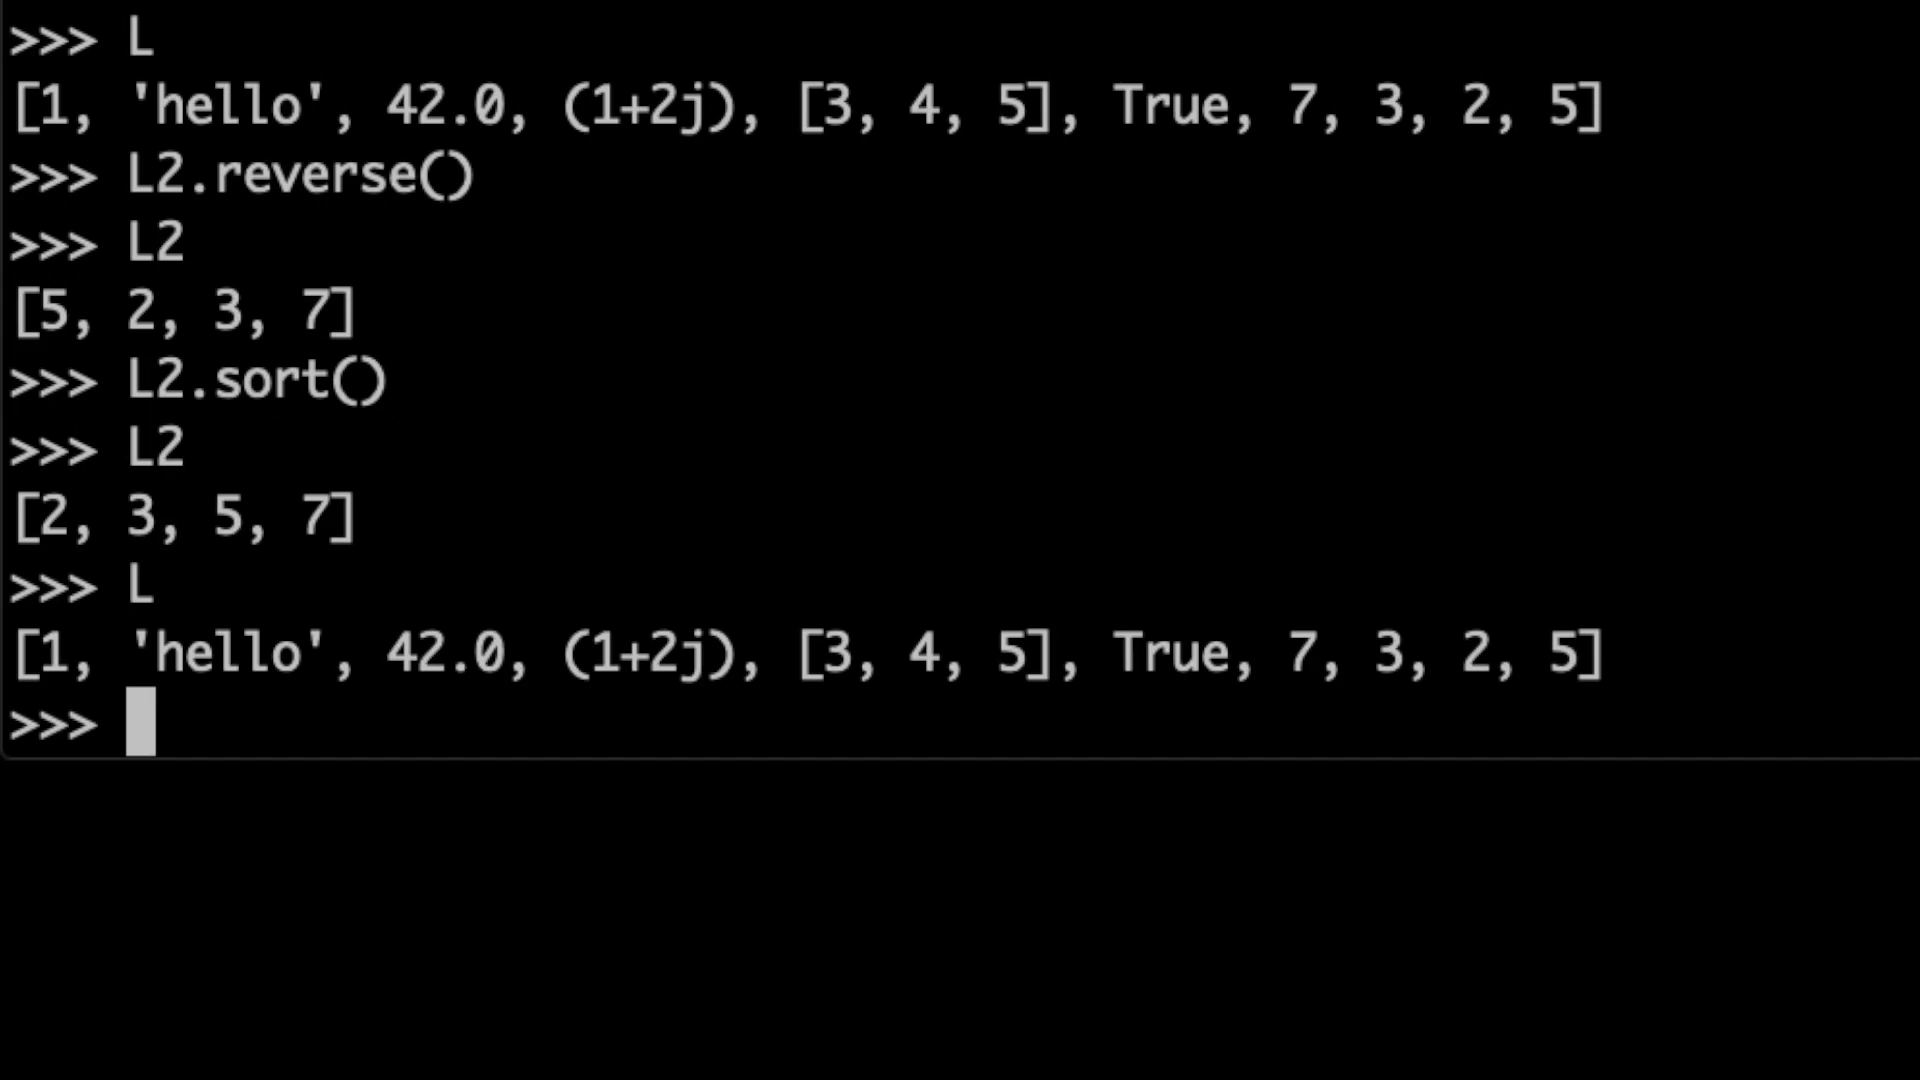 >>> L
[1, 'hello', 42.0, (1+2j), [3, 4, 5], True, 7, 3, 2, 5]
>>> L2.reverse()
>>> L2
[5, 2, 3, 7]
>>> L2.sort()
>>> L2
[2, 3, 5, 7]
>>> L
[1, 'hello', 42.0, (1+2j), [3, 4, 5], True, 7, 3, 2, 5]
>>>